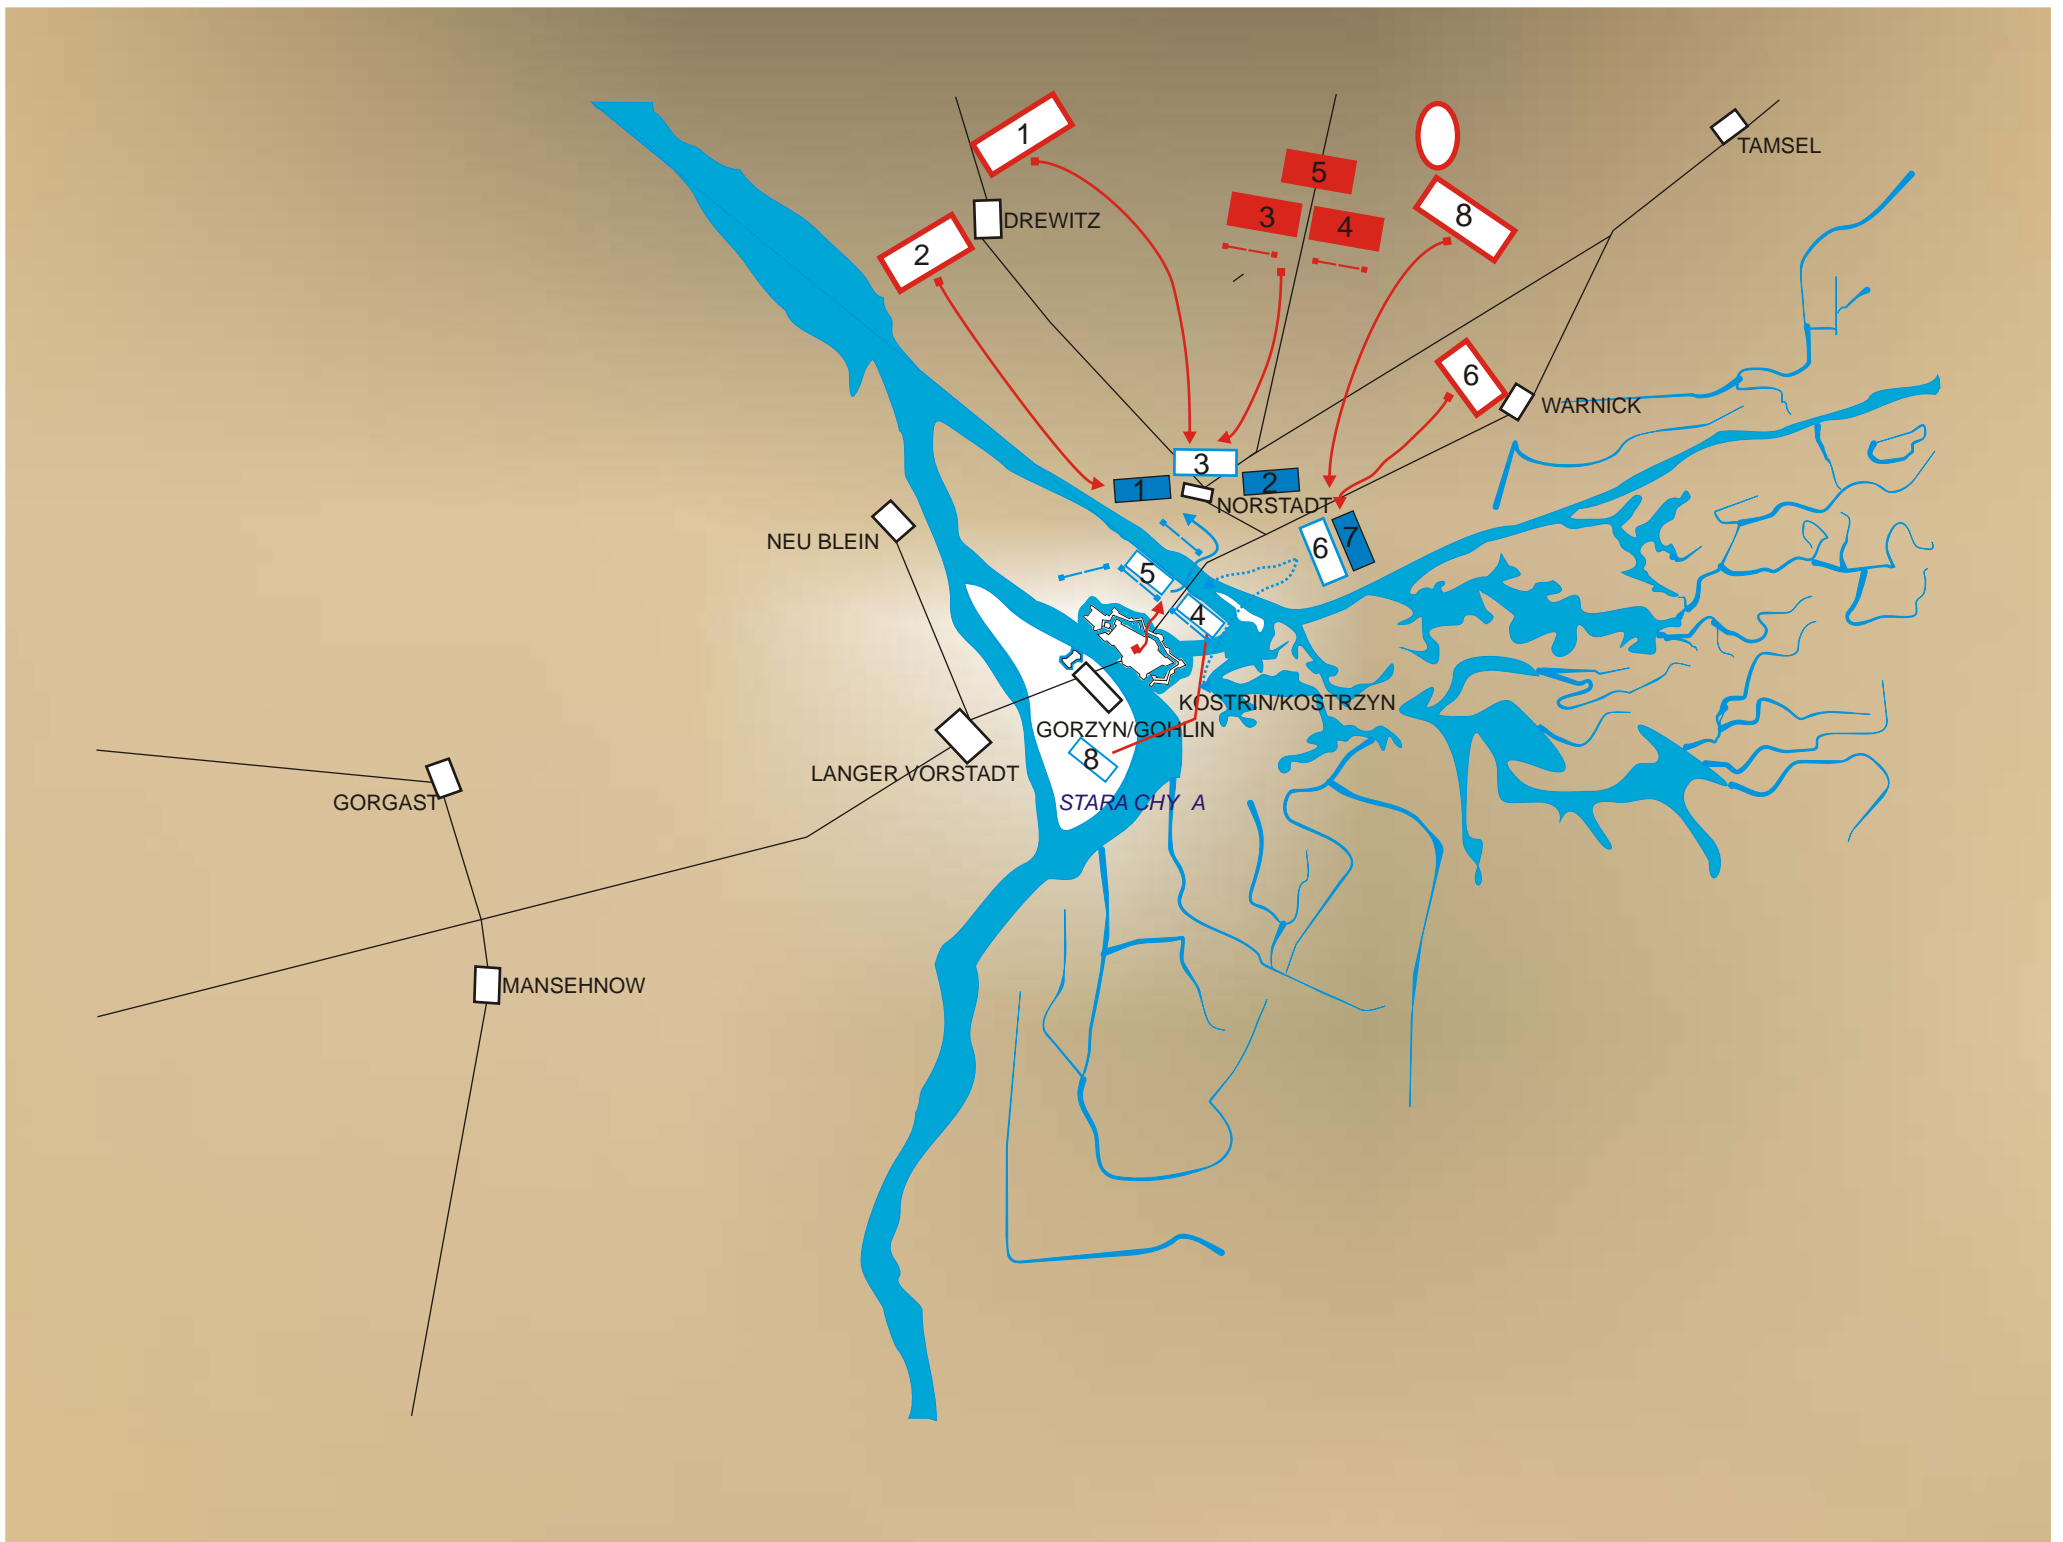 1
TAMSEL
5
3
4
8
DREWITZ
2
6
WARNICK
3
1
2
NORSTADT
NEU BLEIN
6
7
5
4
KOSTRIN/KOSTRZYN
GORZYN/GOHLIN
8
LANGER VORSTADT
GORGAST
STARA CHY A
MANSEHNOW